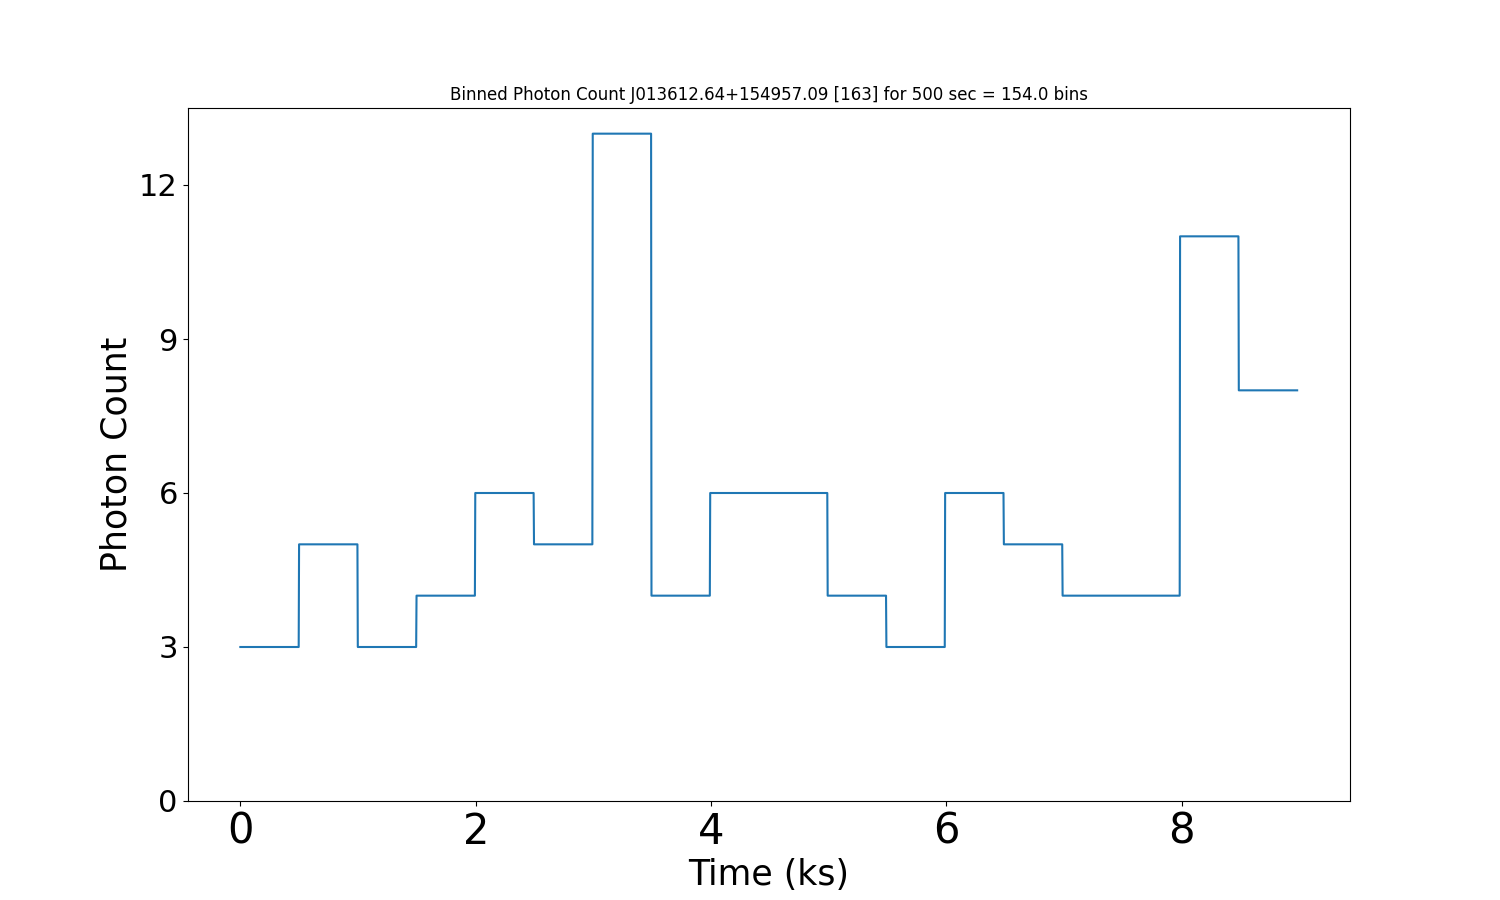 Binned Photon Count J013612.64+154957.09 [163] for 500 sec = 154.0 bins
12
9
6
3
0
Photon Count
0 2 4 6 8
Time (ks)